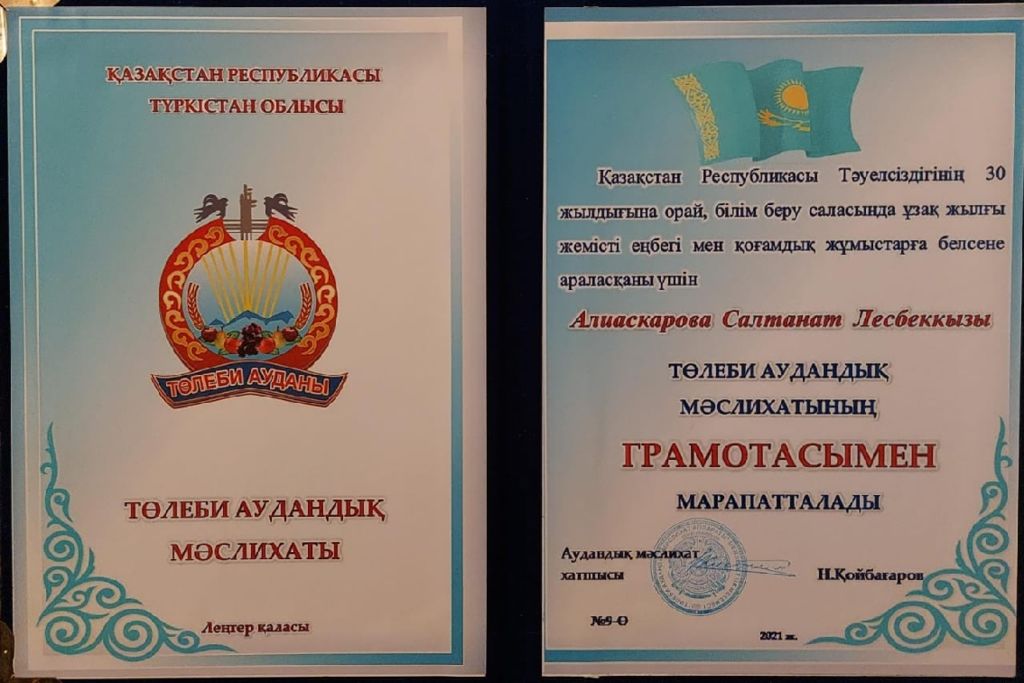 ҚАЗАҚСТАН РЕСПУБЛИКАСЫ
ТҮРКІСТАН ОБЛЫСЫ
ТӨЛЕБИ АУДАНЫ
ТӨЛЕБИ АУДАНДЫҚ
МӘСЛИХАТЫ
Леңгер қаласы
Қазақстан Республикасы Тәуелсіздігінің 30
жылдығына орай, білім беру саласында ұзақ жылғы
жемісті еңбегі мен қоғамдық жұмыстарға белсене
араласқаны үшін
Алиаскарова Салтанат Лесбеккызы
ТӨЛЕБИ АУДАНДЫҚ
МӘСЛИХАТЫНЫҢ
ГРАМОТАСЫМЕН
МАРАПАТТАЛАДЫ
Аудандық мәслихат
хатшысы
Н.Қойбағаров
№9-Ө
2021 ж.